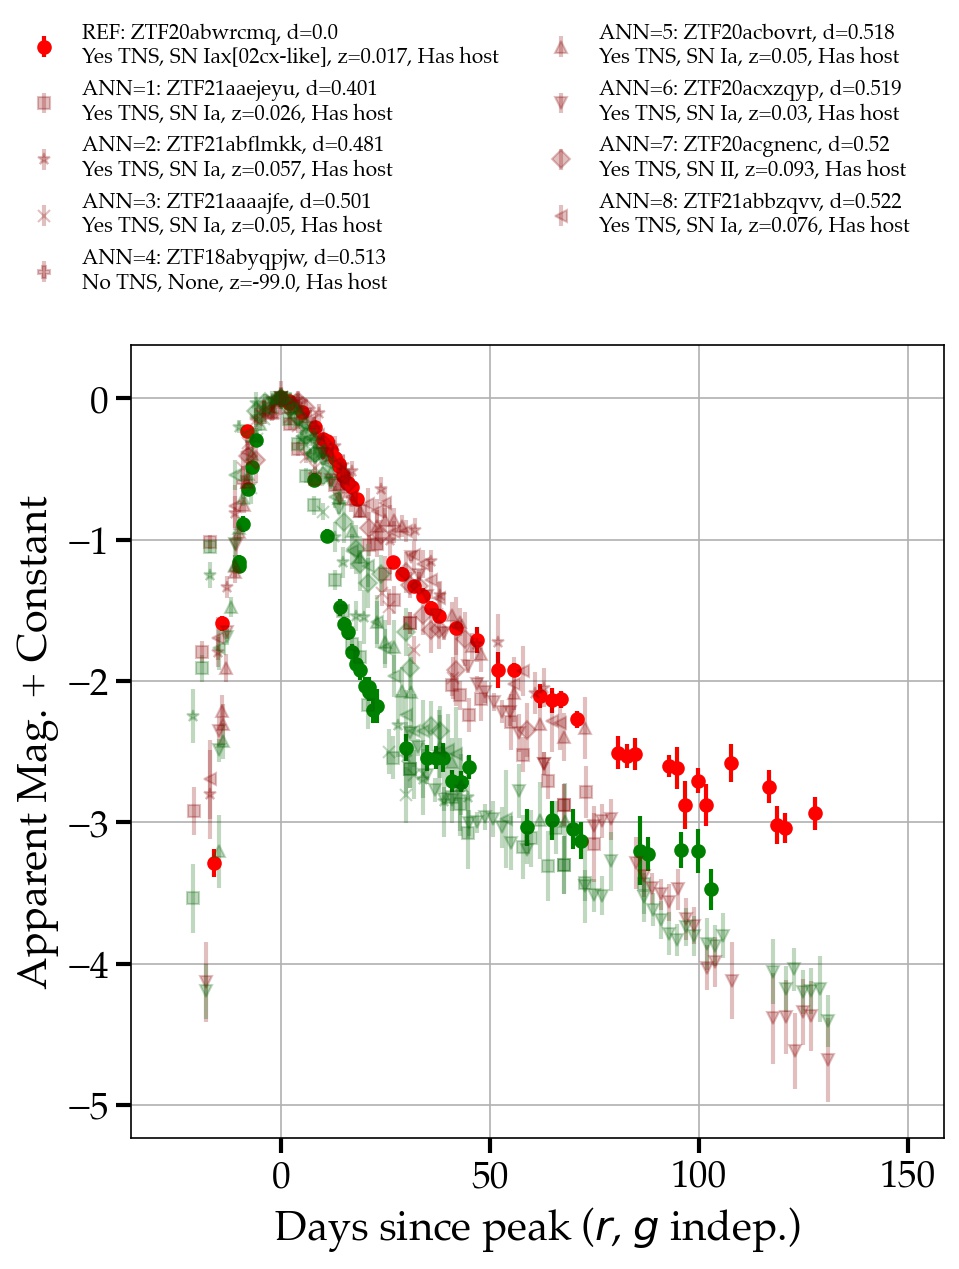 REF: ZTF20abwrcmq, d=0.0
Yes TNS, SN Iax[02cx-like], z=0.017, Has host
ANN=1: ZTF21aaejeyu, d=0.401
Yes TNS, SN Ia, z=0.026, Has host
ANN=2: ZTF21abflmkk, d=0.481
Yes TNS, SN Ia, z=0.057, Has host
ANN=3: ZTF21aaaajfe, d=0.501
Yes TNS, SN Ia, z=0.05, Has host
ANN=4: ZTF18abyqpjw, d=0.513
No TNS, None, z=-99.0, Has host
ANN=5: ZTF20acbovrt, d=0.518
Yes TNS, SN Ia, z=0.05, Has host
ANN=6: ZTF20acxzqyp, d=0.519
Yes TNS, SN Ia, z=0.03, Has host
ANN=7: ZTF20acgnenc, d=0.52
Yes TNS, SN II, z=0.093, Has host
ANN=8: ZTF21abbzqvv, d=0.522
Yes TNS, SN Ia, z=0.076, Has host
Apparent Mag. + Constant
0
−1
−2
−3
−4
−5
0 50 100 150
Days since peak (r, g indep.)